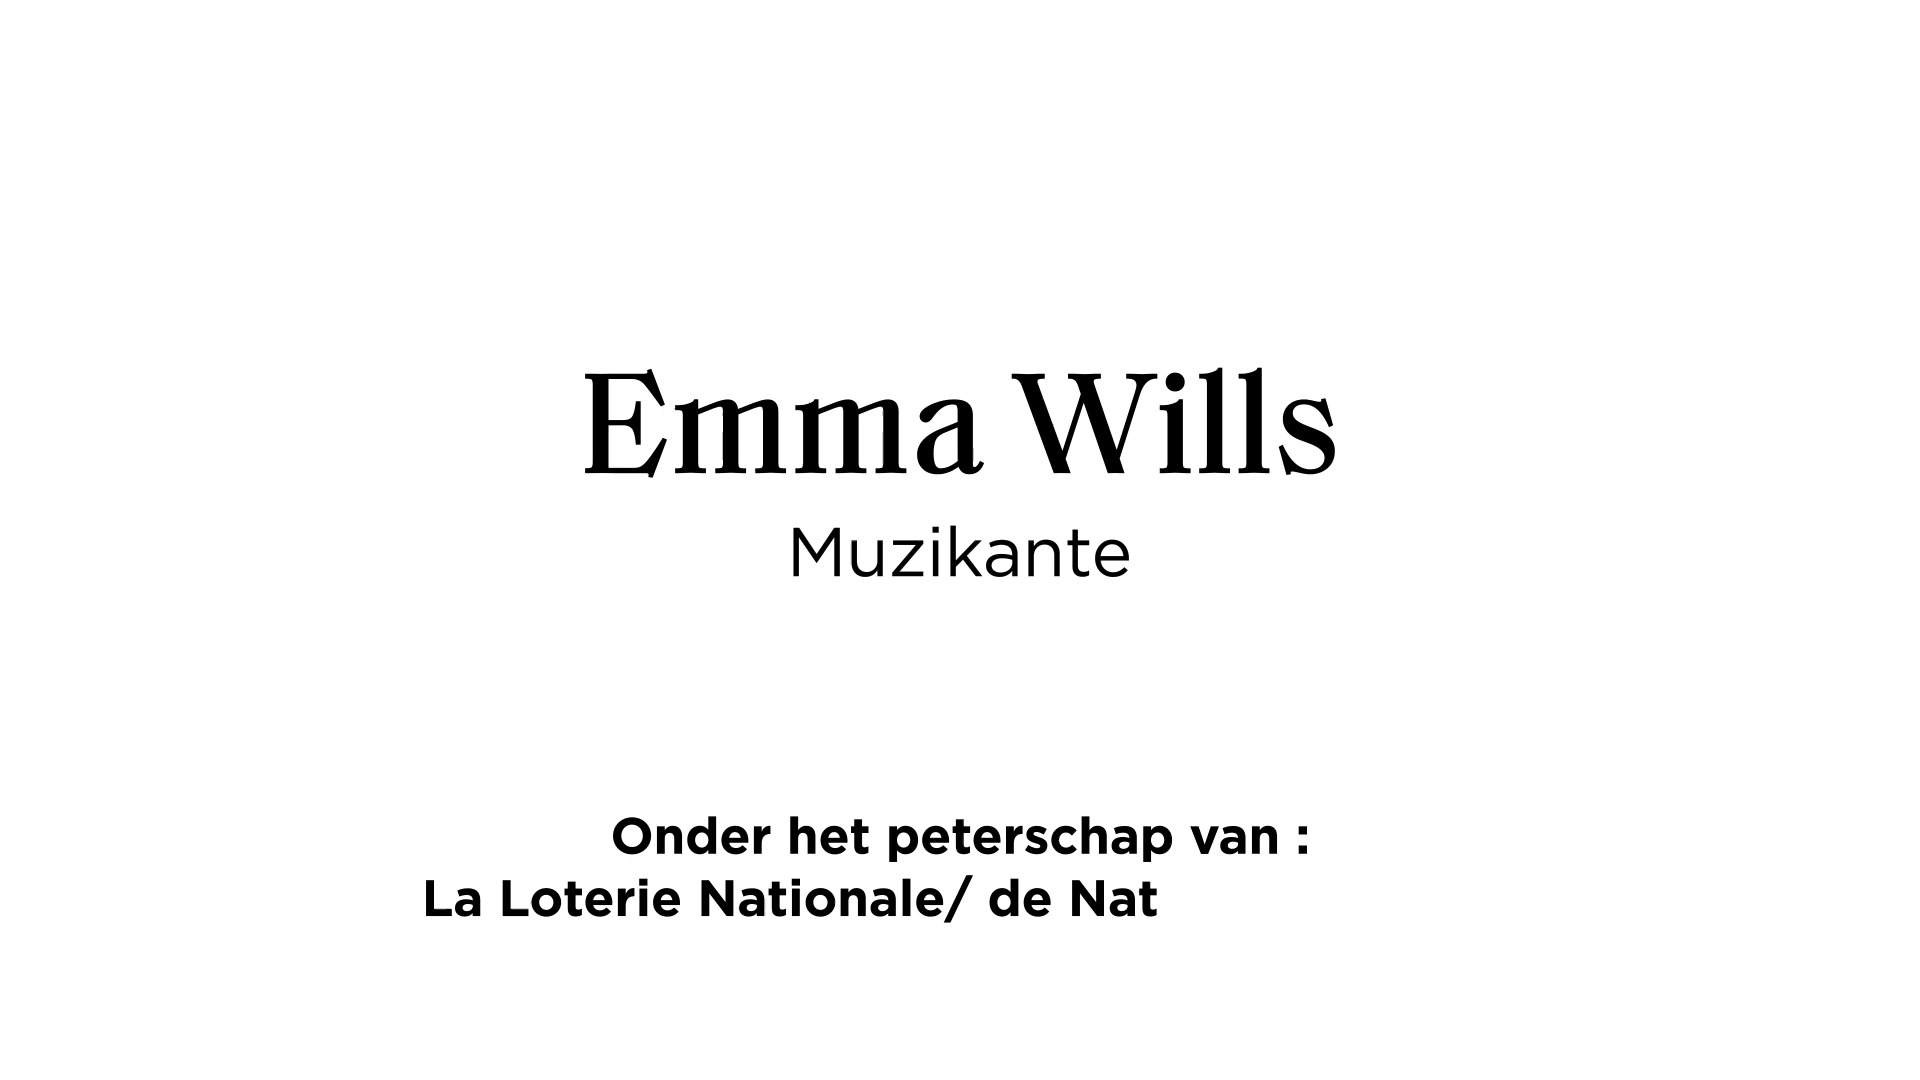 Emma Wills
Muzikante
Onder het peterschap van :
La Loterie Nationale/ de Nat